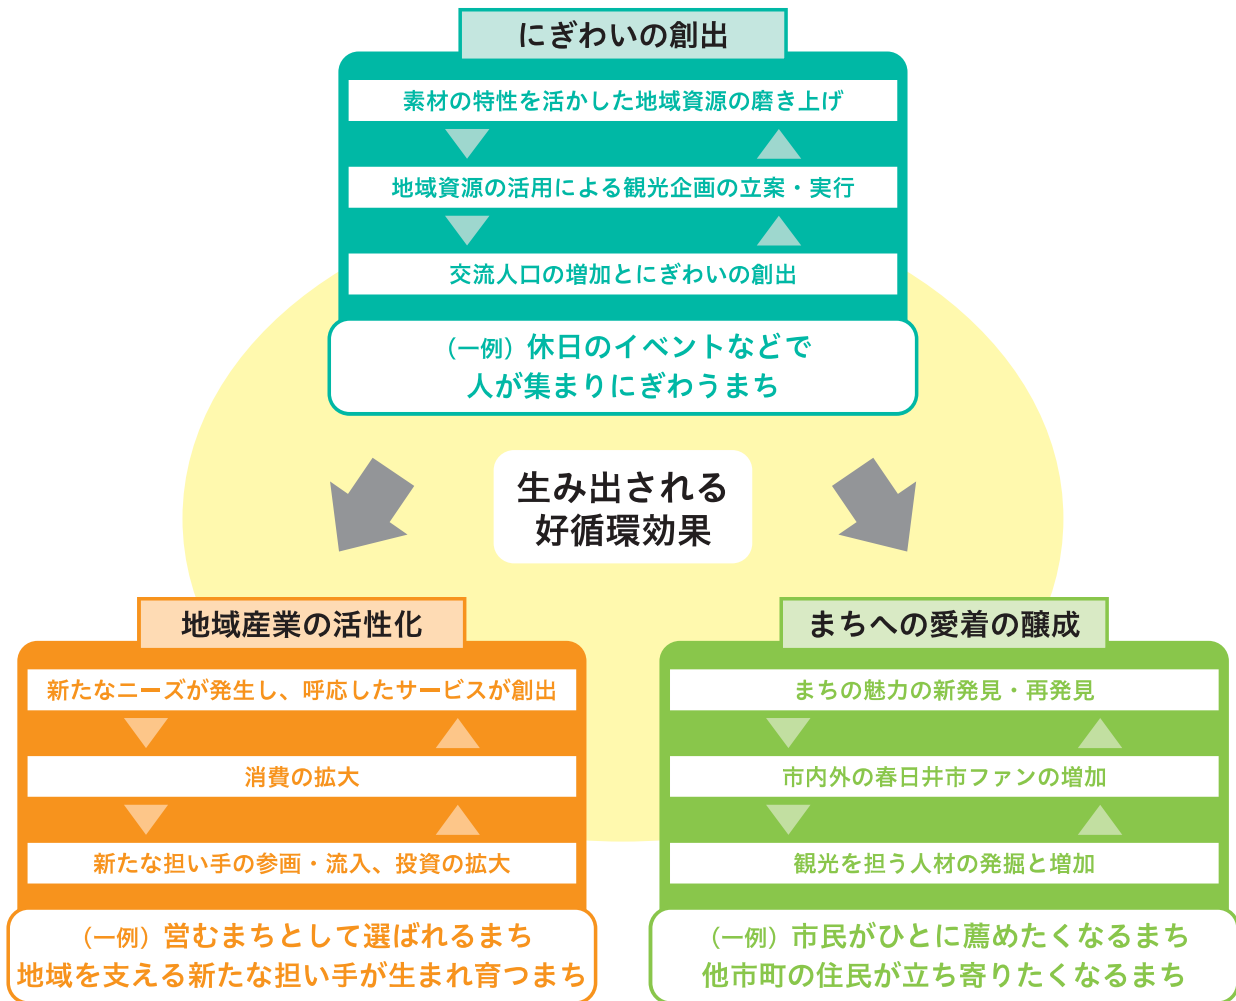 にぎわいの創出
素材の特性を活かした地域資源の磨き上げ
地域資源の活用による観光企画の立案・実行
交流人口の増加とにぎわいの創出
（一例）休日のイベントなどで
人が集まりにぎわうまち
生み出される
好循環効果
地域産業の活性化
新たなニーズが発生し、呼応したサービスが創出
消費の拡大
新たな担い手の参画・流入、投資の拡大
（一例）営むまちとして選ばれるまち
地域を支える新たな担い手が生まれ育つまち
まちへの愛着の醸成
まちの魅力の新発見・再発見
市内外の春日井市ファンの増加
観光を担う人材の発掘と増加
（一例）市民がひとに薦めたくなるまち
他市町の住民が立ち寄りたくなるまち